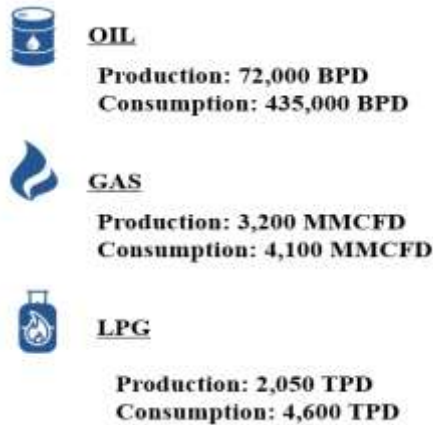 OIL
Production: 72,000 BPD
Consumption: 435,000 BPD
GAS
Production: 3,200 MMCFD
Consumption: 4,100 MMCFD
LPG
Production: 2,050 TPD
Consumption: 4,600 TPD